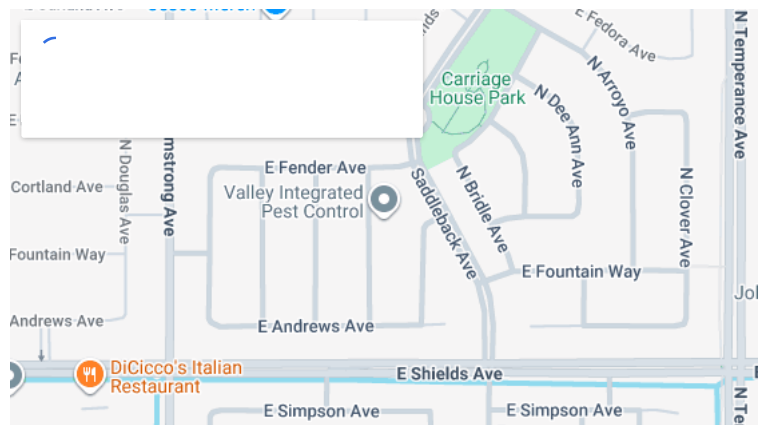 E Fedora Ave
N Temperance Ave
Carriage
House Park
N Arroyo Ave
N Dee Ann Ave
N Douglas Ave
E Fender Ave
Cortland Ave
Valley Integrated
Pest Control
Saddleback Ave
N Bridle Ave
N Clover Ave
Fountain Way
E Fountain Way
Andrews Ave
E Andrews Ave
DiCicco's Italian
Restaurant
E Shields Ave
E Simpson Ave
E Simpson Ave